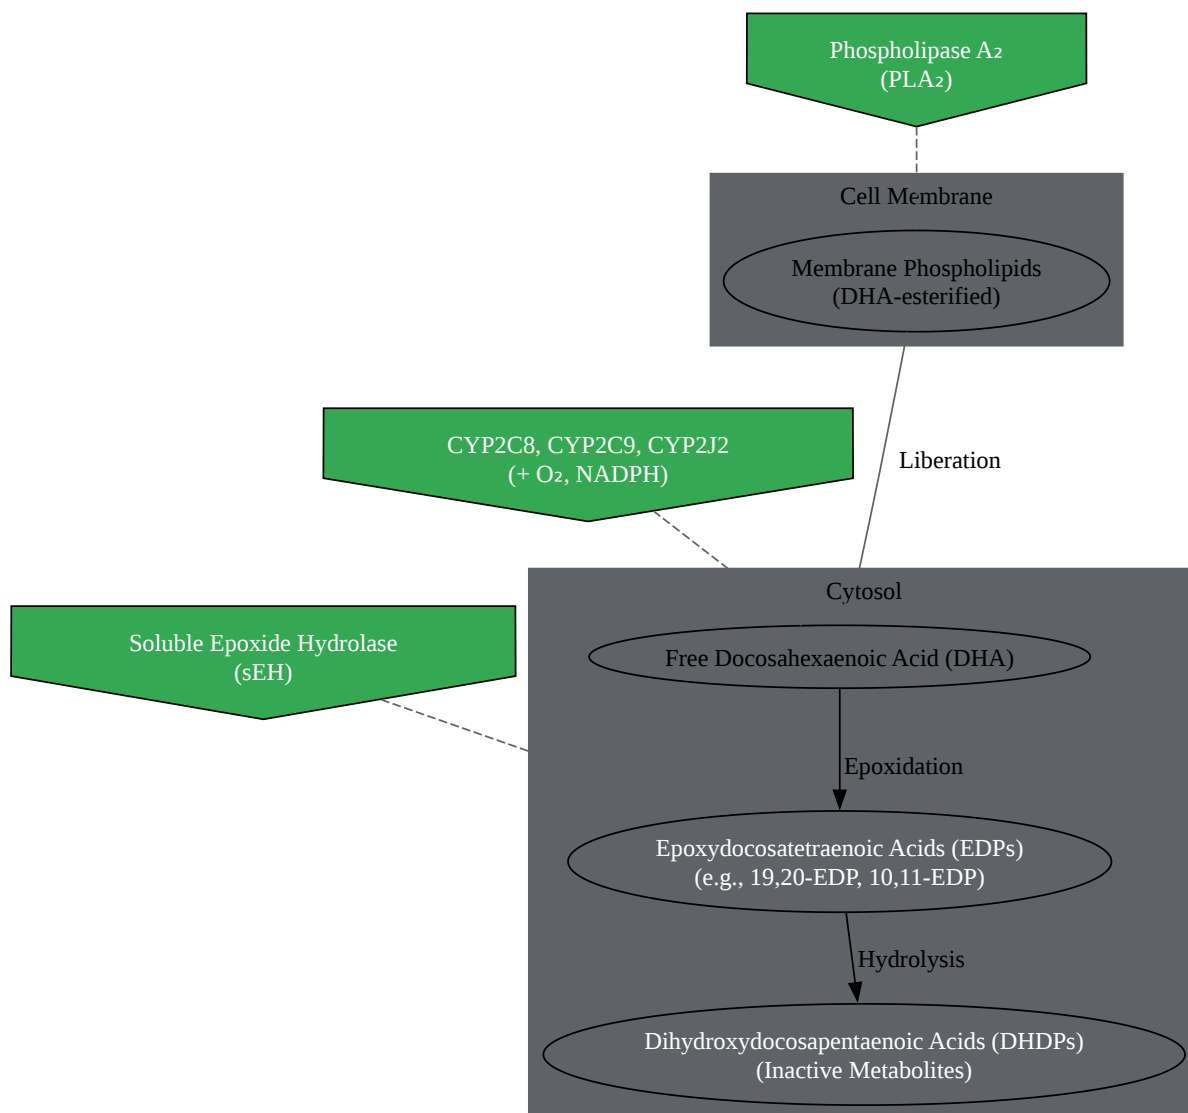 Phospholipase A₂
(PLA₂)
Cell Membrane
Membrane Phospholipids
(DHA-esterified)
CYP2C8, CYP2C9, CYP2J2
(+ O₂, NADPH)
Liberation
Cytosol
Soluble Epoxide Hydrolase
(sEH)
Free Docosahexaenoic Acid (DHA)
Epoxidation
Epoxydocosatetraenoic Acids (EDPs)
(e.g., 19,20-EDP, 10,11-EDP)
Hydrolysis
Dihydroxydocosapentaenoic Acids (DHDPs)
(Inactive Metabolites)